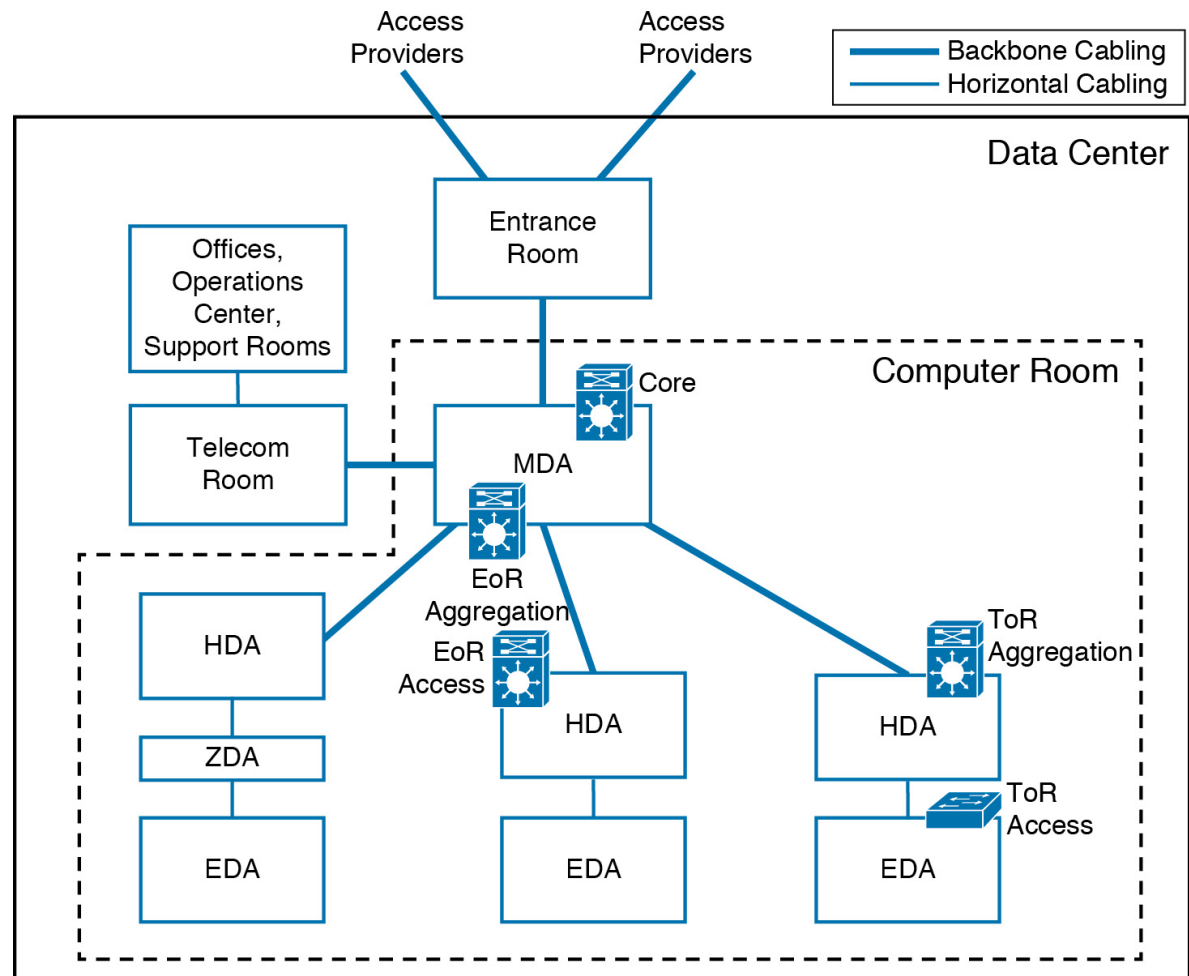 Access
Providers
Access
Providers
Backbone Cabling
Horizontal Cabling
Data Center
Entrance
Room
Offices,
Operations
Center,
Support Rooms
Computer Room
Core
Telecom
Room
MDA
EoR
Aggregation
HDA
EoR
Access
HDA
ToR
Aggregation
HDA
ZDA
ToR
Access
EDA
EDA
EDA